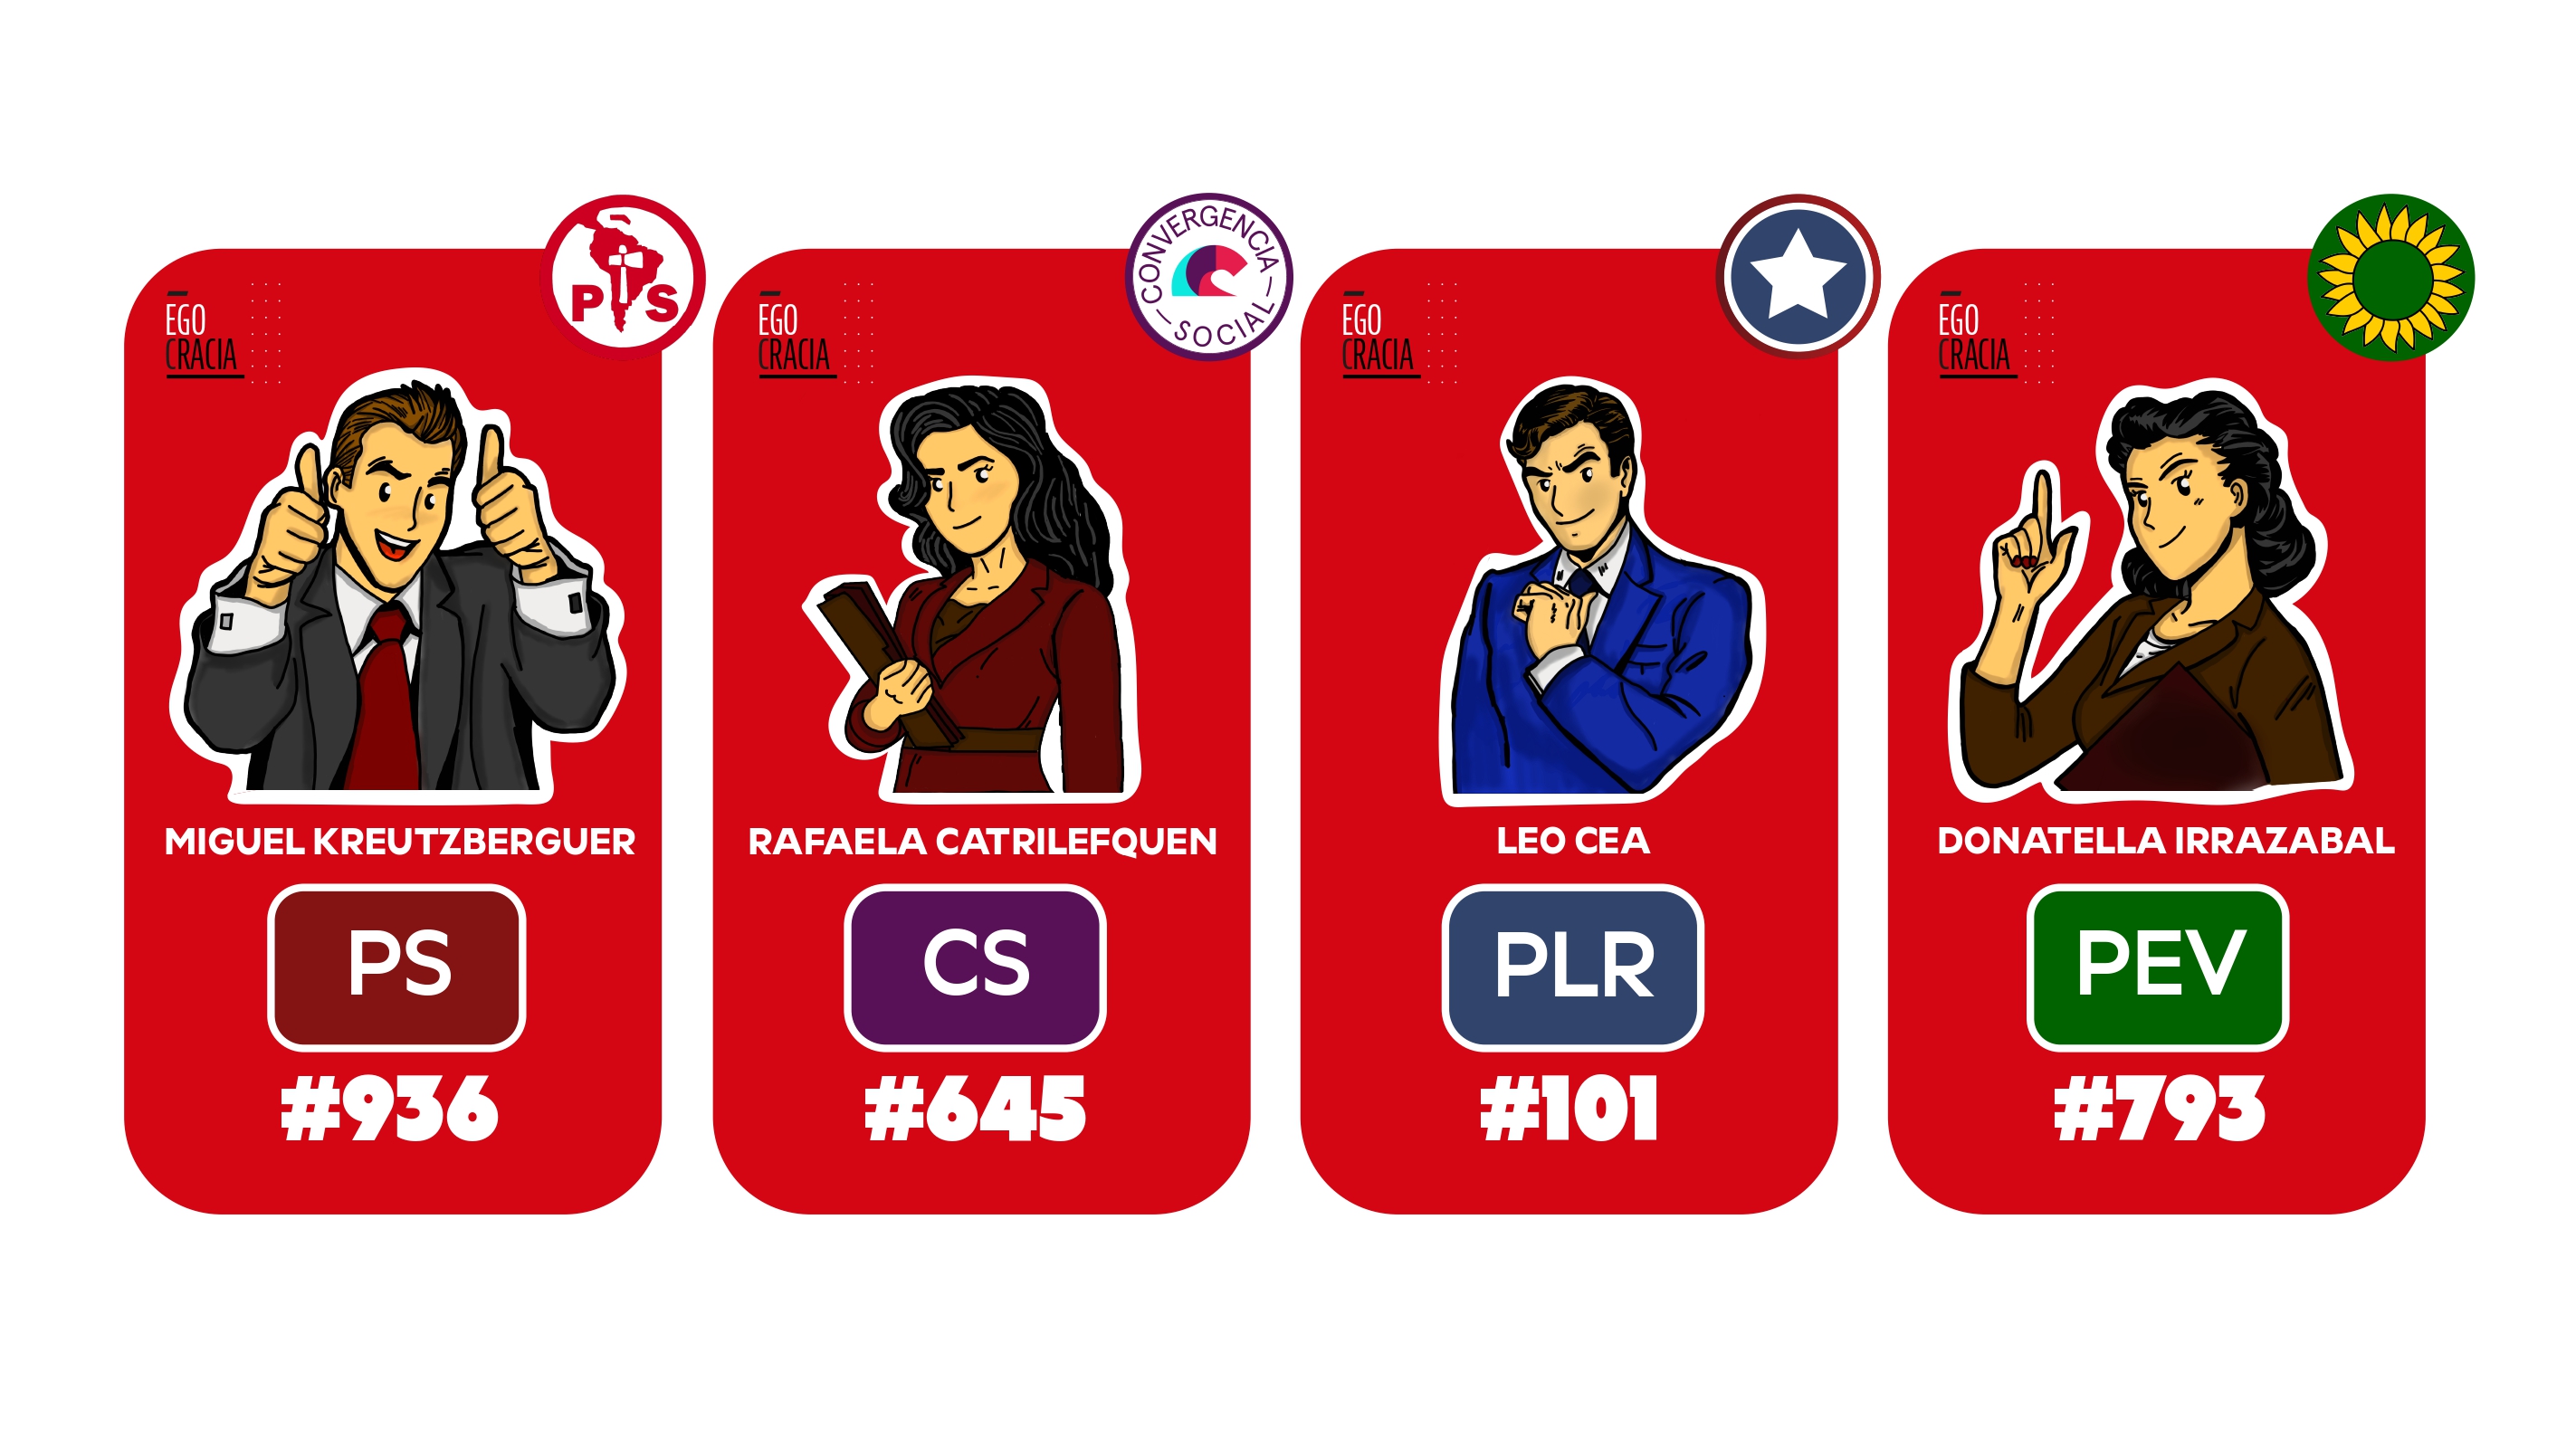 EGO
CRACIA
P S
CONVERGENCIA
SOCIAL
EGO
CRACIA
EGO
CRACIA
EGO
CRACIA
MIGUEL KREUTZBERGUER
RAFAELA CATRILEFQUEN
LEO CEA
DONATELLA IRRAZABAL
PS
CS
PLR
PEV
#936
#645
#101
#793